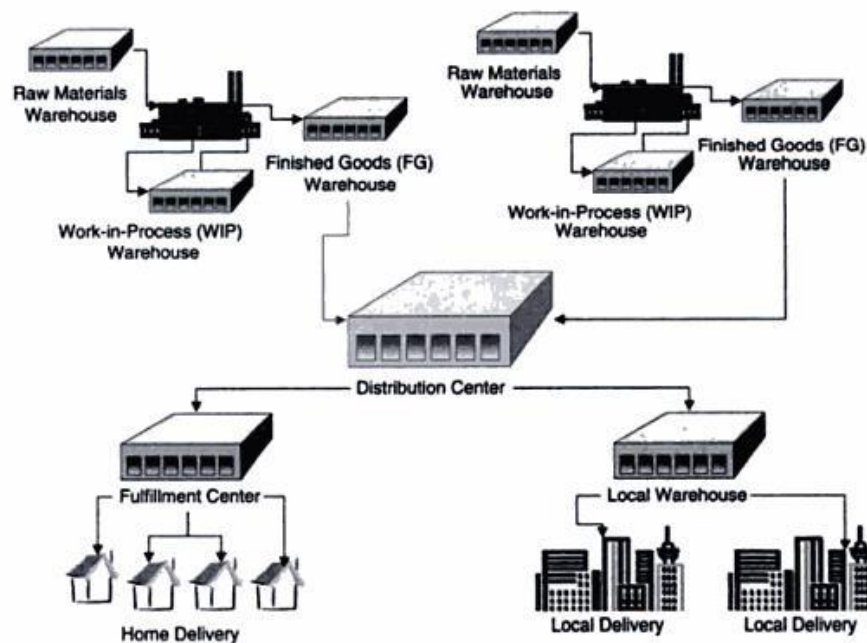 Raw Materials
Warehouse
Finished Goods (FG)
Warehouse
Work-in-Process (WIP)
Warehouse
Raw Materials
Warehouse
Finished Goods (FG)
Warehouse
Work-in-Process (WIP)
Warehouse
Distribution Center
Fulfillment Center
Local Warehouse
Home Delivery
Local Delivery
Local Delivery